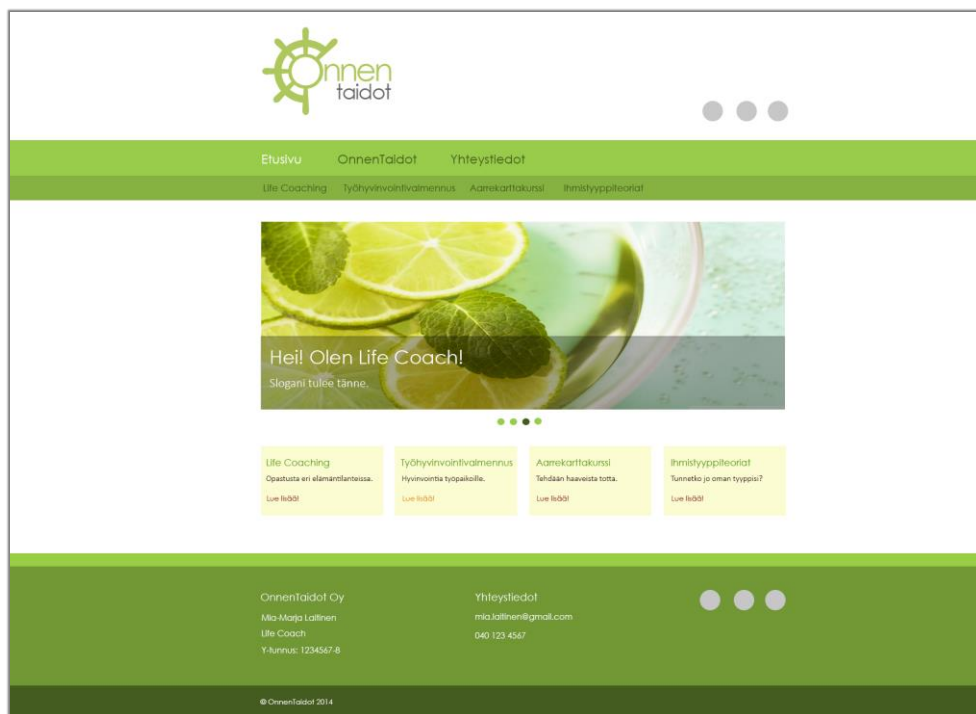 Onnen
taidot
Etusivu OnnenTaidot Yhteystiedot
Life Coaching Työhyvinvointivalmennus Aarrekarttakurssi Ihmistyyppiteoriat
Hei! Olen Life Coach!
Slogani tulee tänne.
Life Coaching
Opastusta eri elämäntilanteissa.
Lue lisää!
Työhyvinvointivalmennus
Hyvinvointia työpaikoille.
Lue lisää!
Aarrekarttakurssi
Tehdään haaveista totta.
Lue lisää!
Ihmistyyppiteoriat
Tunnetko jo oman tyyppisi?
Lue lisää!
OnnenTaidot Oy
Mia-Marja Laitinen
Life Coach
Y-tunnus: 1234567-8
Yhteystiedot
mia.laitinen@gmail.com
040 123 4567
© OnnenTaidot 2014